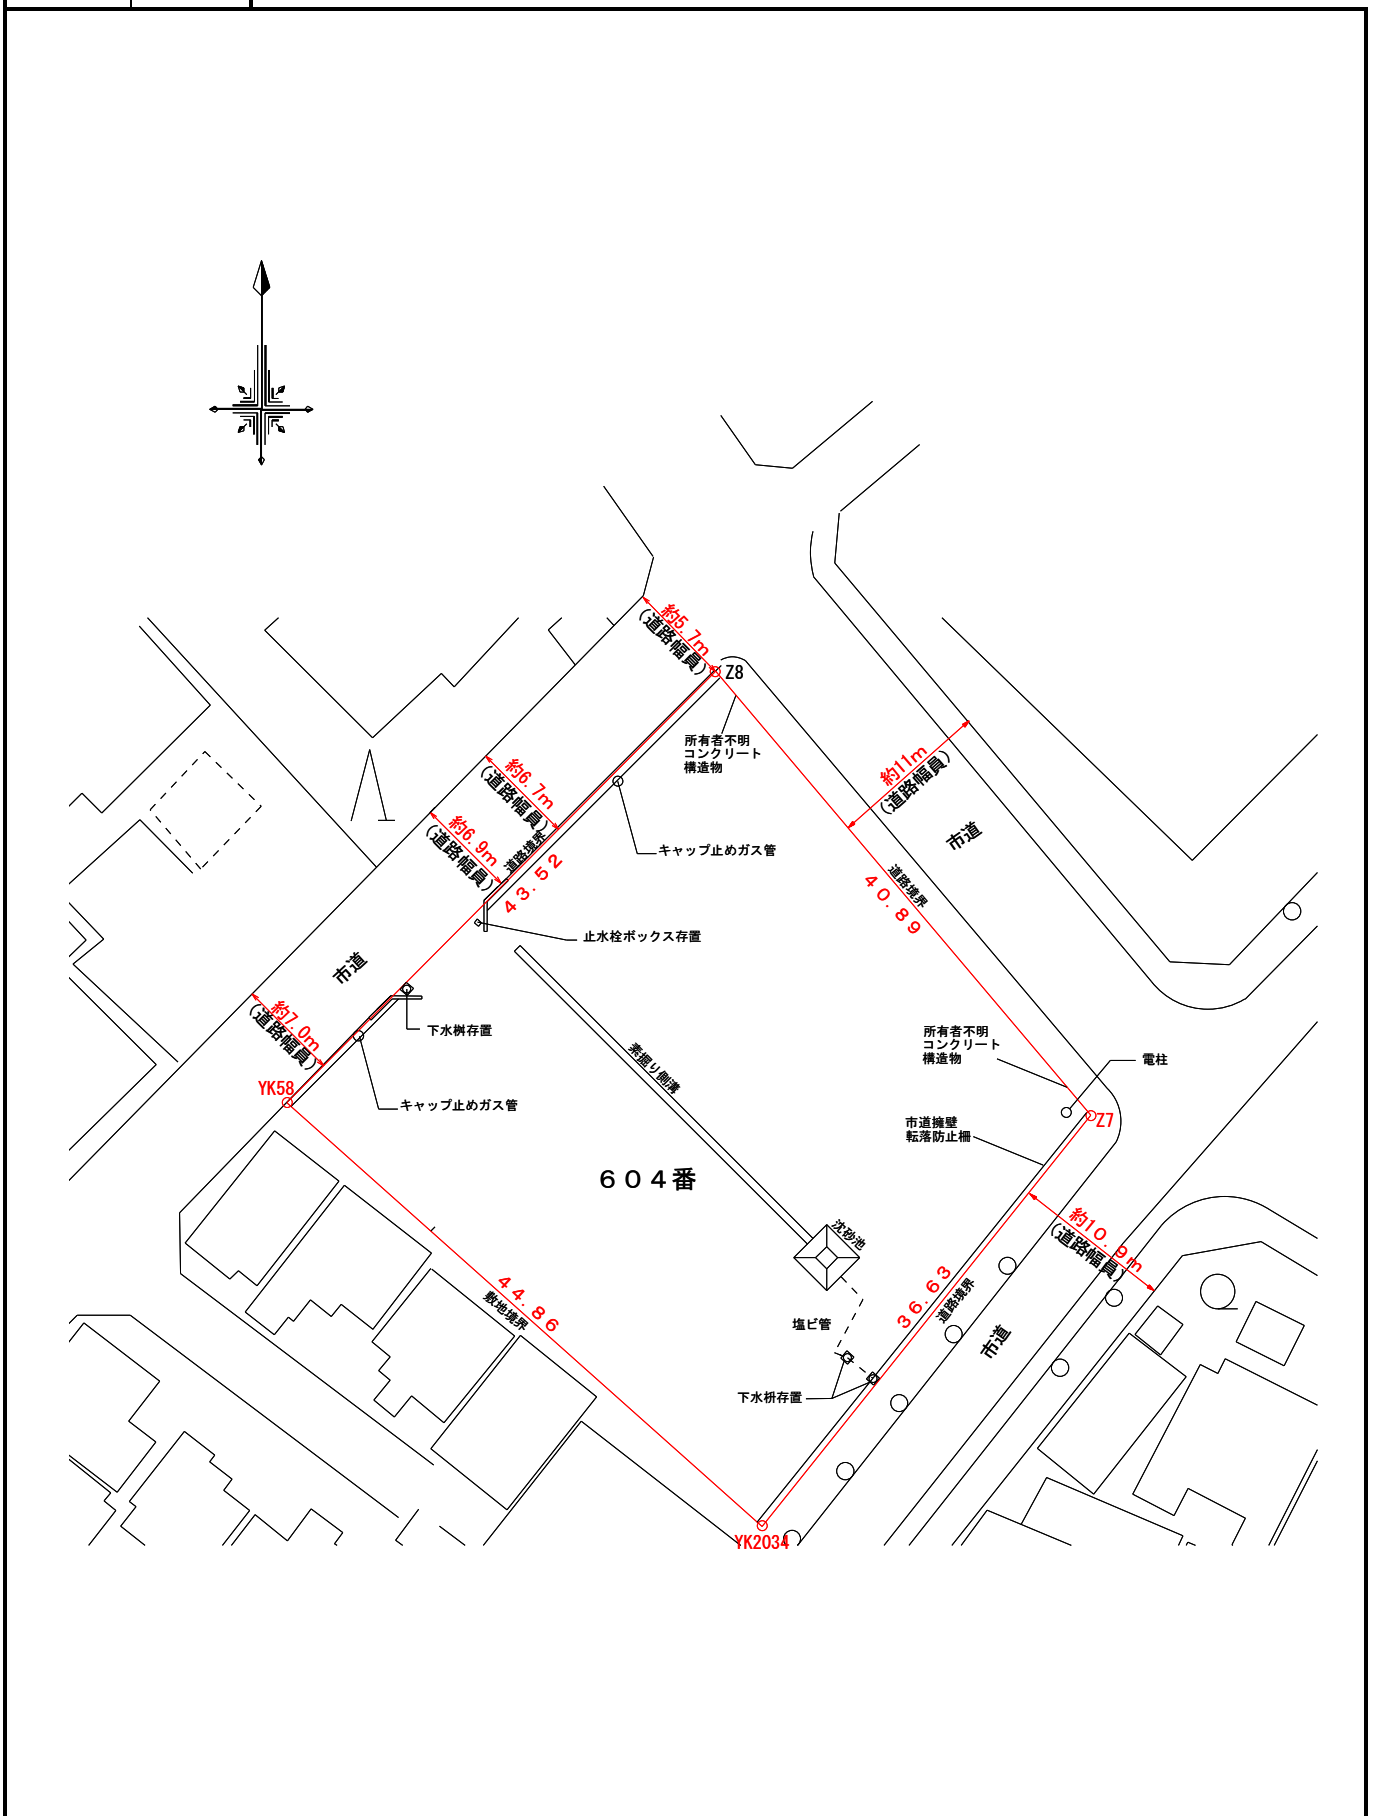 約5.7m
(道路幅員)
Z8
所有者不明
コンクリート
構造物
約11m
(道路幅員)
市道
約6.7m
(道路幅員)
約6.9m
(道路幅員)
道路境界
43.52
キャップ止めガス管
道路境界
40.89
止水栓ボックス存置
市道
約7.0m
(道路幅員)
下水桝存置
素掘り側溝
所有者不明
コンクリート
構造物
電柱
YK58
キャップ止めガス管
市道擁壁
転落防止柵
Z7
604番
約10.9m
(道路幅員)
沈砂池
44.86
敷地境界
塩ビ管
36.63
道路境界
市道
下水枡存置
YK2034